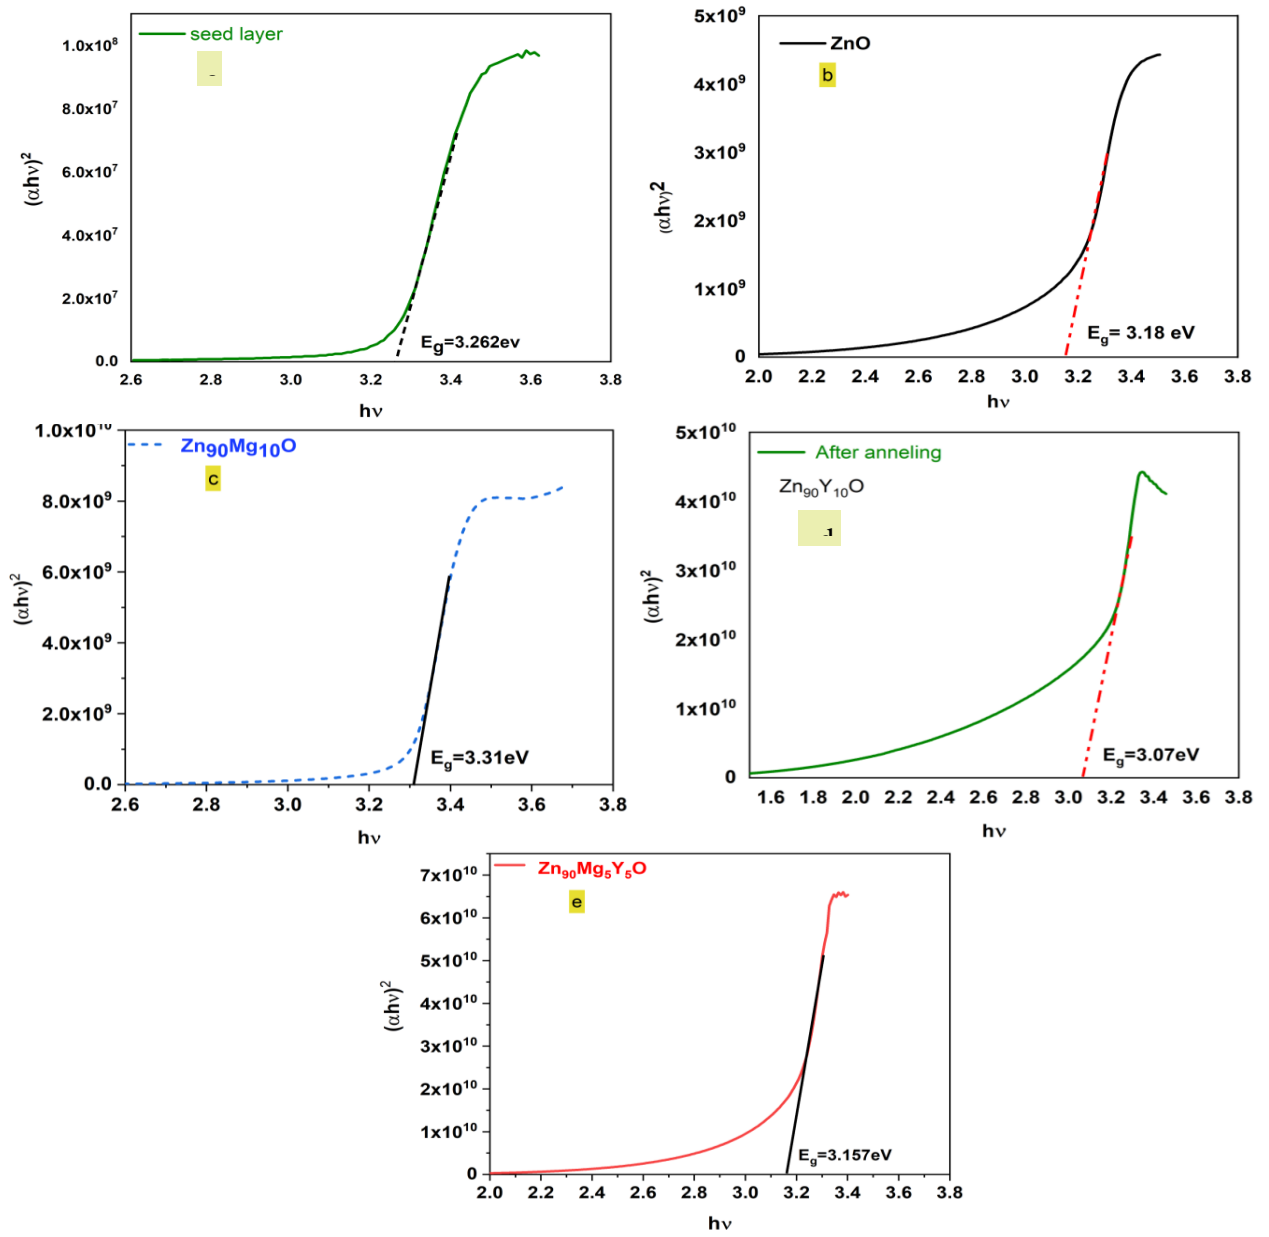 seed layer
1.0x10⁸
8.0x10⁷
6.0x10⁷
4.0x10⁷
2.0x10⁷
0.0
(αhν)²
Eg=3.262ev
2.6 2.8 3.0 3.2 3.4 3.6 3.8
hν
ZnO
b
5x10⁹
4x10⁹
3x10⁹
2x10⁹
1x10⁹
0
(αhν)2
Eg= 3.18 eV
2.0 2.2 2.4 2.6 2.8 3.0 3.2 3.4 3.6 3.8
hν
Zn90Mg10O
c
8.0x10⁹
6.0x10⁹
4.0x10⁹
2.0x10⁹
0.0
(αhν)²
Eg=3.31eV
2.6 2.8 3.0 3.2 3.4 3.6 3.8
hν
After anneling
Zn₉₀Y₁₀O
5x10¹⁰
4x10¹⁰
3x10¹⁰
2x10¹⁰
1x10¹⁰
0
(αhν)²
Eg=3.07eV
1.6 1.8 2.0 2.2 2.4 2.6 2.8 3.0 3.2 3.4 3.6 3.8
hν
Zn₉₀Mg₅Y₅O
e
7x10¹⁰
6x10¹⁰
5x10¹⁰
4x10¹⁰
3x10¹⁰
2x10¹⁰
1x10¹⁰
0
(αhν)²
Eg=3.157eV
2.0 2.2 2.4 2.6 2.8 3.0 3.2 3.4 3.6 3.8
hν